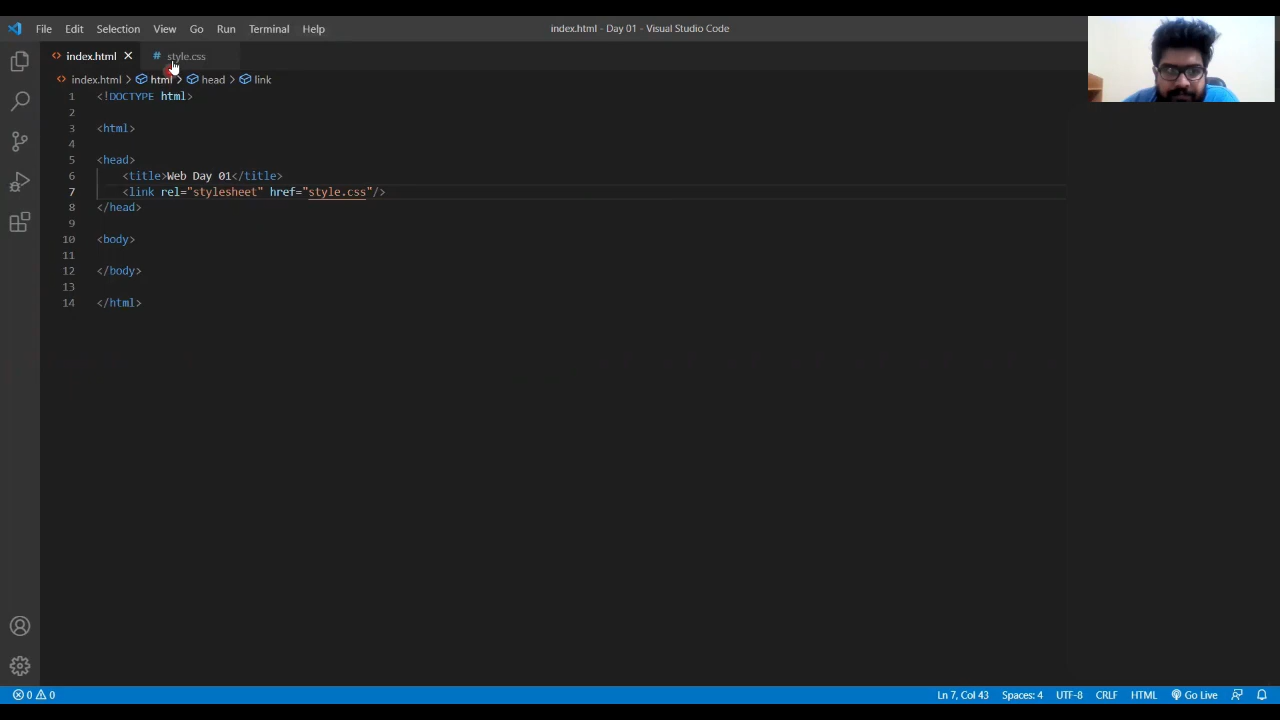 File Edit Selection View Go Run Terminal Help index.html - Day 01 - Visual Studio Code
index.html style.css
index.html html head link
1 <!DOCTYPE html>
2
3 <html>
4
5 <head>
6 <title>Web Day 01</title>
7 <link rel="stylesheet" href="style.css"/>
8 </head>
9
10 <body>
11
12 </body>
13
14 </html>
0 0 Ln 7, Col 43 Spaces: 4 UTF-8 CRLF HTML Go Live